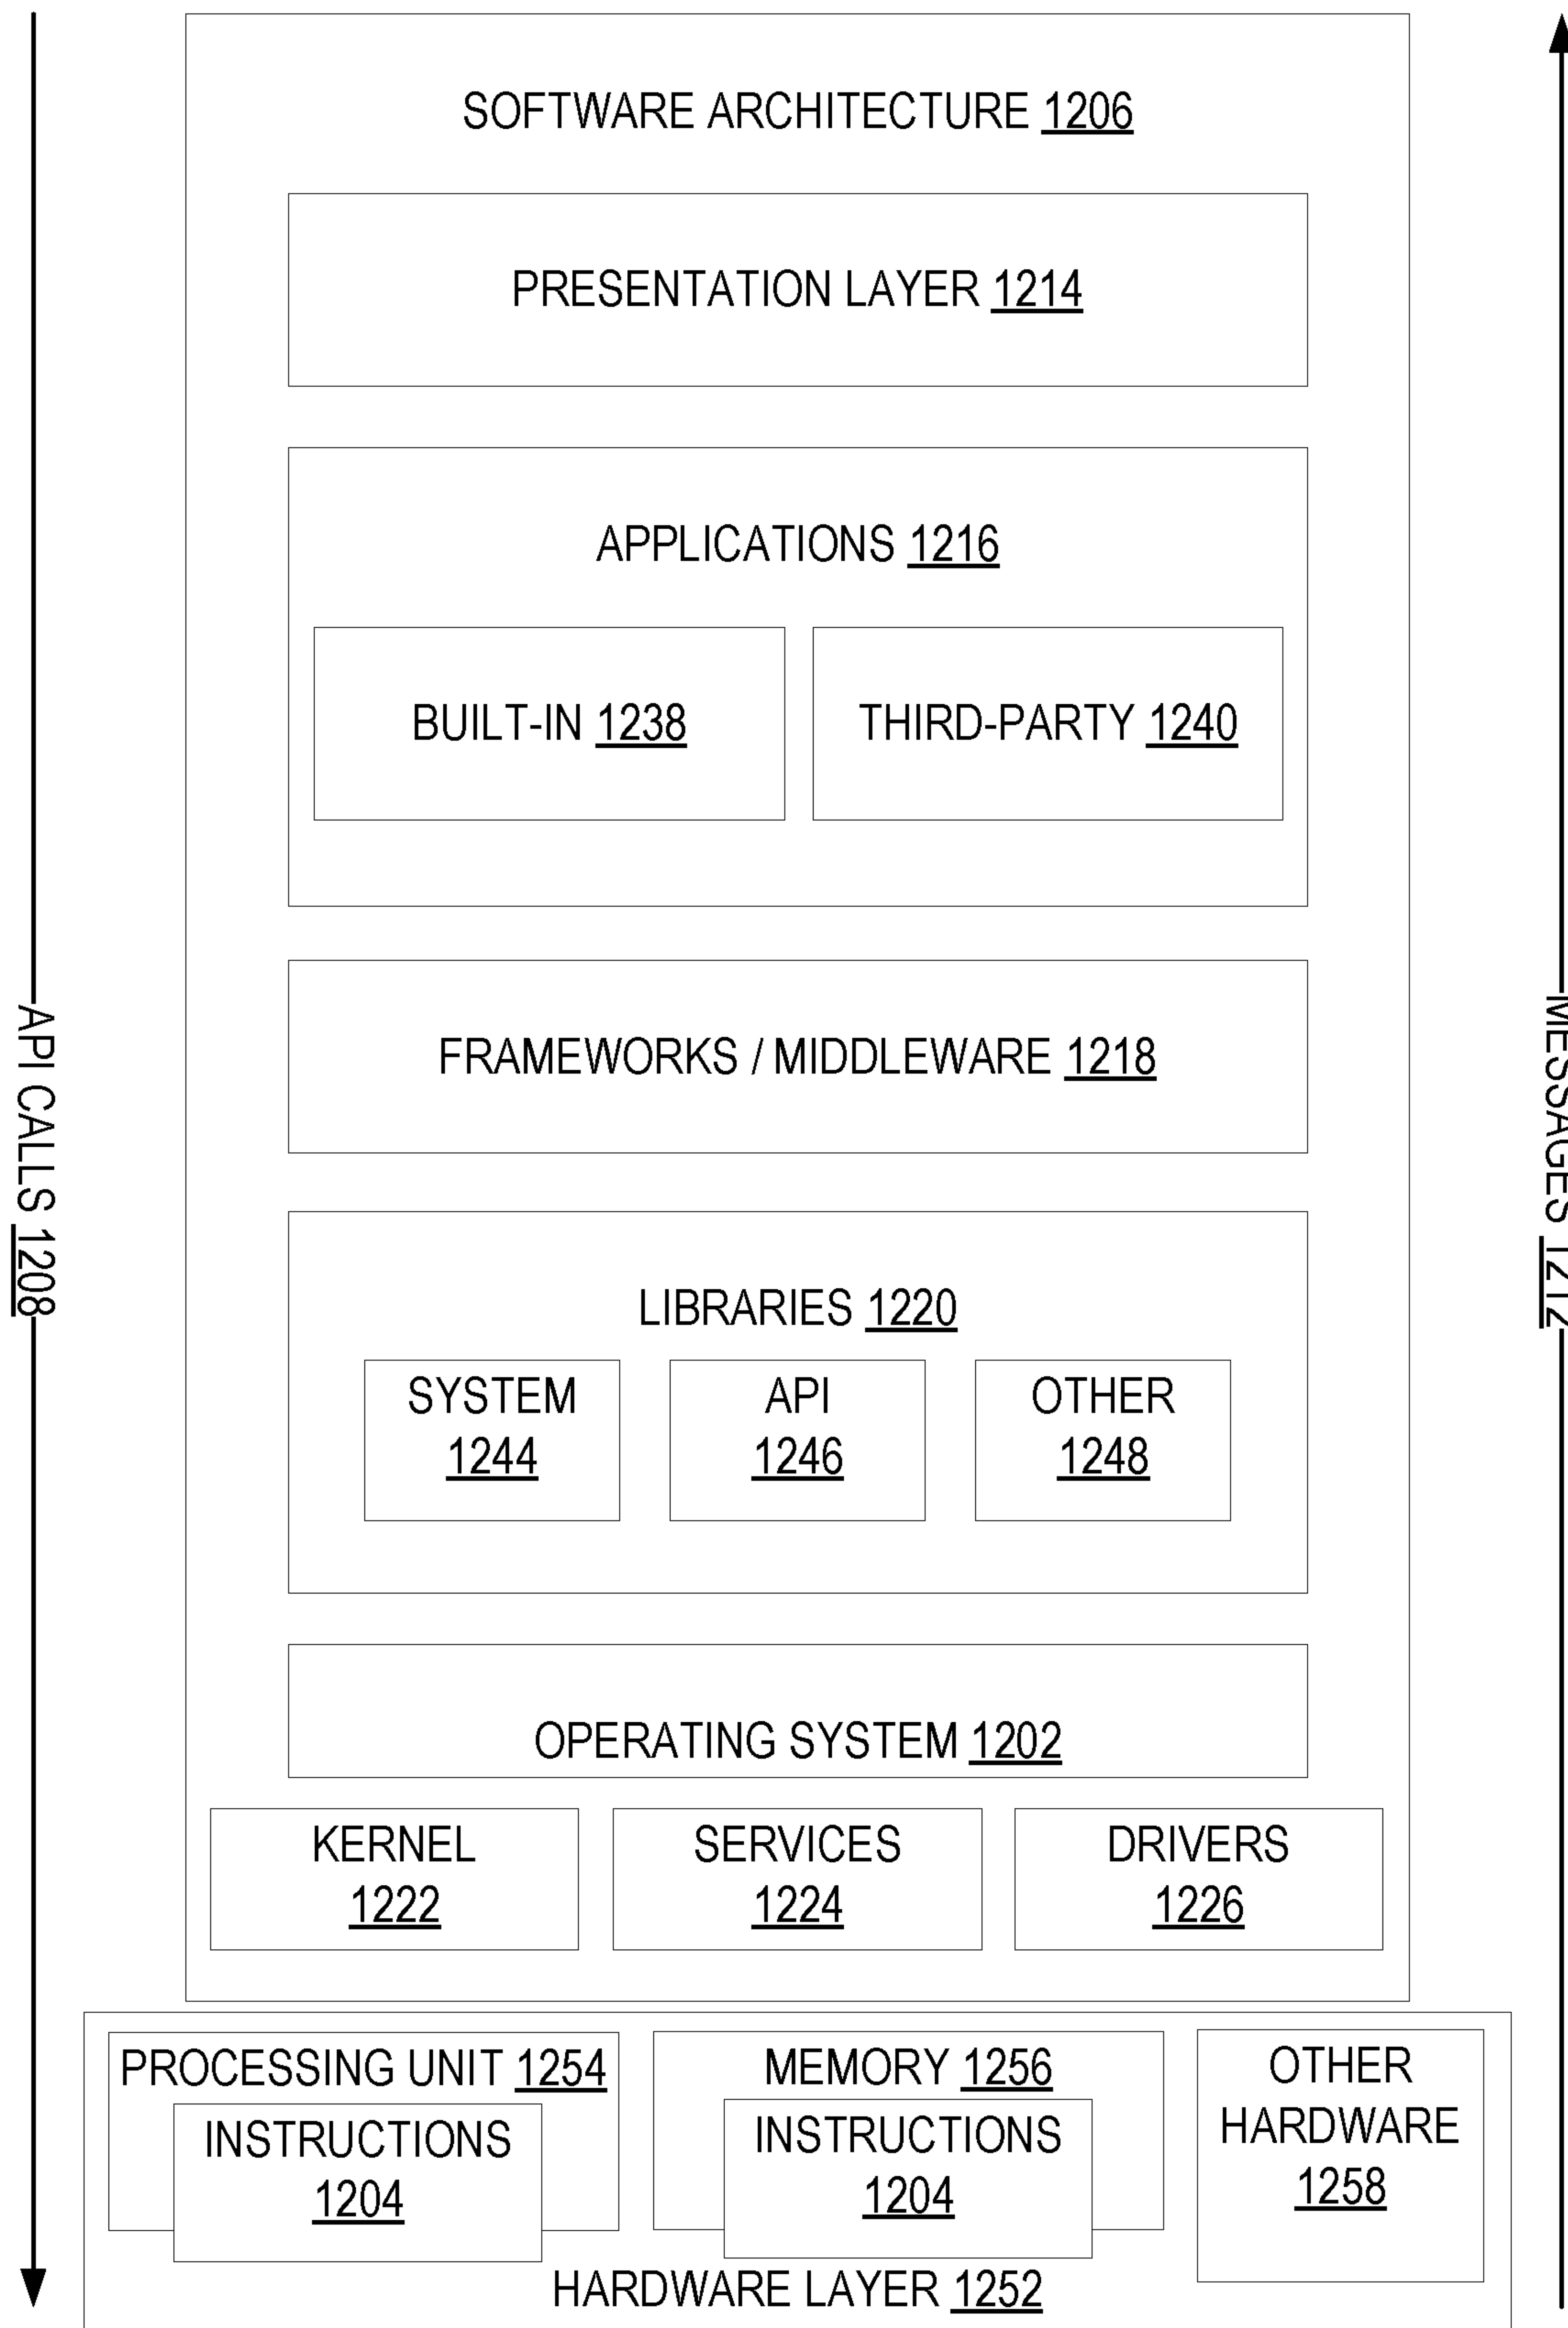 SOFTWARE ARCHITECTURE 1206
PRESENTATION LAYER 1214
APPLICATIONS 1216
BUILT-IN 1238
THIRD-PARTY 1240
FRAMEWORKS / MIDDLEWARE 1218
API CALLS 1208
MESSAGES 1212
LIBRARIES 1220
SYSTEM
1244
API
1246
OTHER
1248
OPERATING SYSTEM 1202
KERNEL
1222
SERVICES
1224
DRIVERS
1226
PROCESSING UNIT 1254
INSTRUCTIONS
1204
MEMORY 1256
INSTRUCTIONS
1204
OTHER
HARDWARE
1258
HARDWARE LAYER 1252